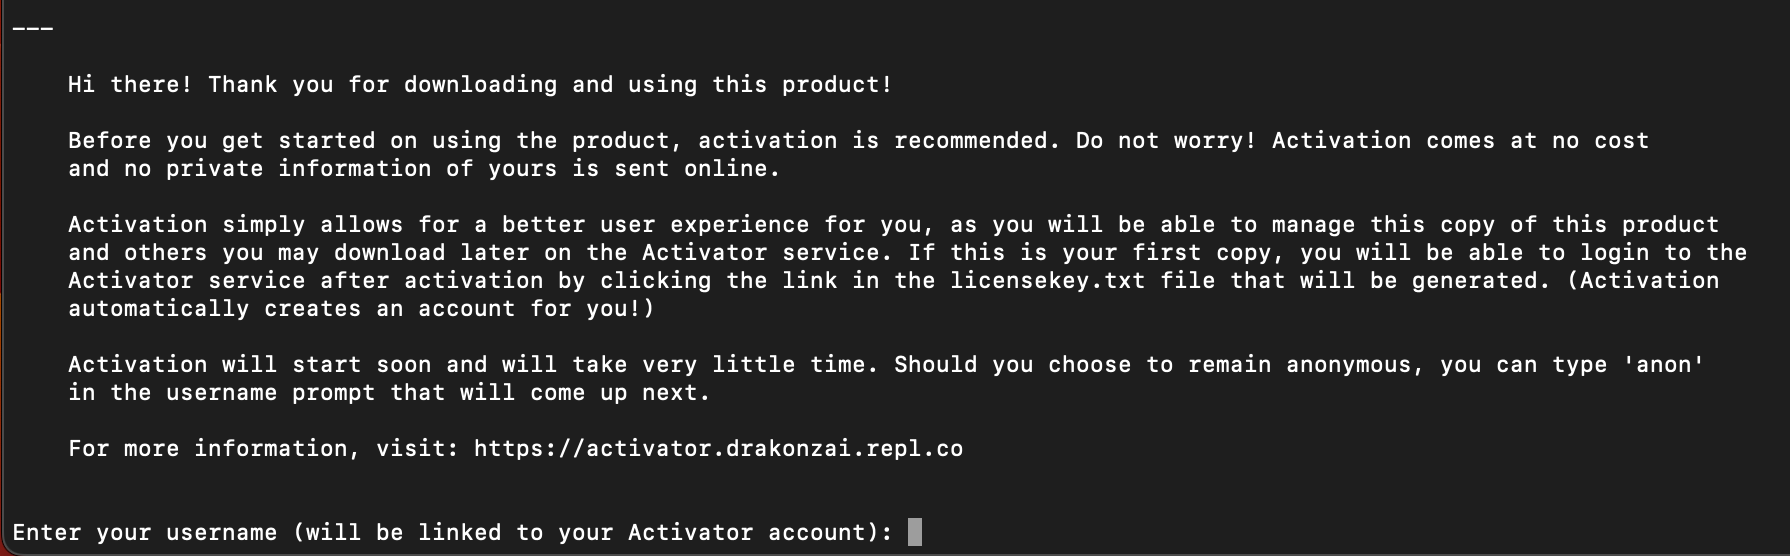 ———
Hi there! Thank you for downloading and using this product!
Before you get started on using the product, activation is recommended. Do not worry! Activation comes at no cost
and no private information of yours is sent online.
Activation simply allows for a better user experience for you, as you will be able to manage this copy of this product
and others you may download later on the Activator service. If this is your first copy, you will be able to login to the
Activator service after activation by clicking the link in the licensekey.txt file that will be generated. (Activation
automatically creates an account for you!)
Activation will start soon and will take very little time. Should you choose to remain anonymous, you can type 'anon'
in the username prompt that will come up next.
For more information, visit: https://activator.drakonzai.repl.co
Enter your username (will be linked to your Activator account):